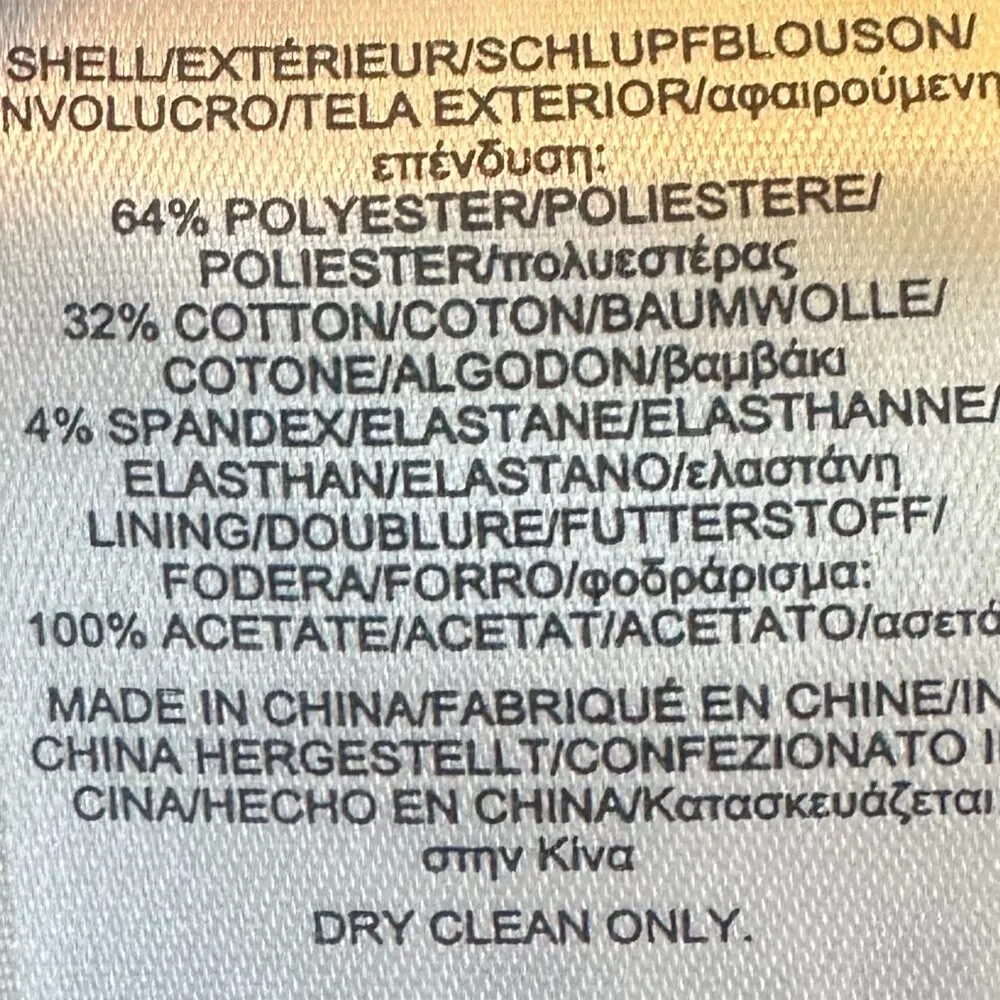 SHELL/EXTÉRIEUR/SCHLUPFBLOUSON/
NVOLUCRO/TELA EXTERIOR/αφαιρούμενη
επένδυση:
64% POLYESTER/POLIESTERE/
POLIESTER/πολυεστέρας
32% COTTON/COTON/BAUMWOLLE/
COTONE/ALGODON/βαμβάκι
4% SPANDEX/ELASTANE/ELASTHANNE/
ELASTHAN/ELASTANO/ελαστάνη
LINING/DOUBLURE/FUTTERSTOFF/
FODERA/FORRO/φοδράρισμα:
100% ACETATE/ACETAT/ACETATO/ασετά
MADE IN CHINA/FABRIQUÉ EN CHINE/IN
CHINA HERGESTELLT/CONFEZIONATO I
CINA/HECHO EN CHINA/Κατασκευάζεται
στην Κίνα
DRY CLEAN ONLY.